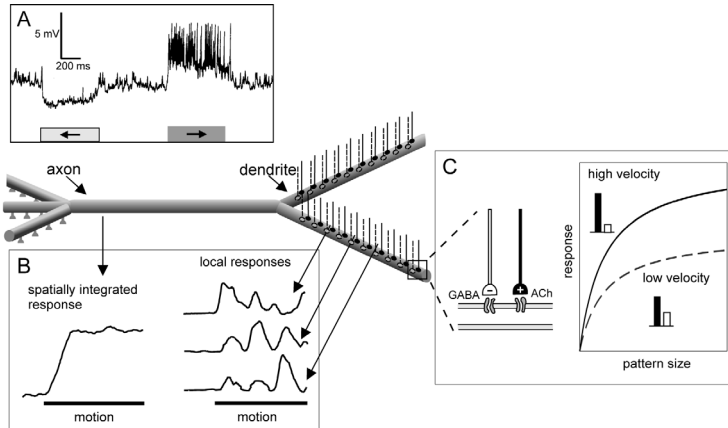 A
5 mV
200 ms
axon
dendrite
B
spatially integrated
response
motion
local responses
motion
C
GABA
ACh
high velocity
low velocity
response
pattern size